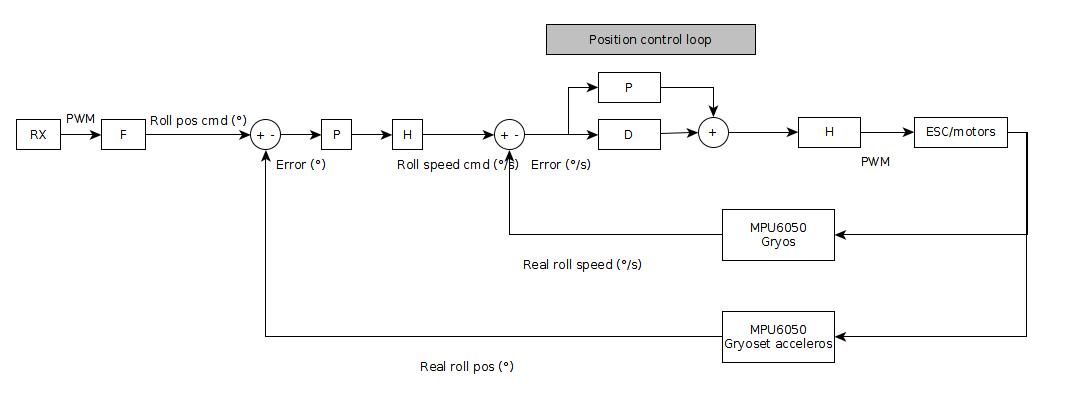 Position control loop
P
PWM
Roll pos cmd (°)
RX
F
+ -
P
H
+ -
D
+
H
ESC/motors
Error (°)
Roll speed cmd (°/s)
Error (°/s)
PWM
MPU6050
Gryos
Real roll speed (°/s)
MPU6050
Gryoset acceleros
Real roll pos (°)